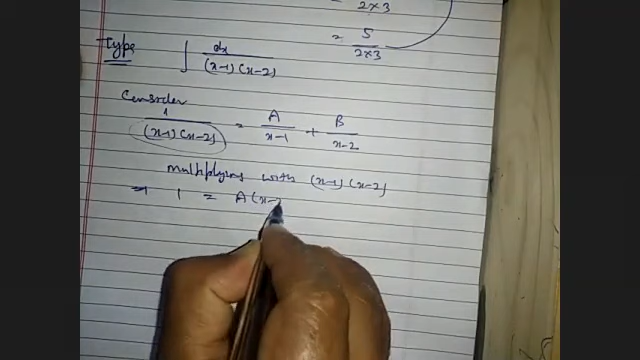 2×3
= 5/2×3
Type ∫ dx/(x-1)(x-2)
Consider
1/(x-1)(x-2) = A/x-1 + B/x-2
multiplying with (x-1)(x-2)
⇒ 1 = A(x-